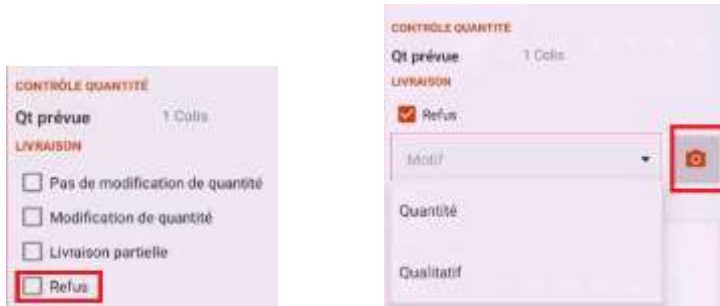 CONTRÔLE QUANTITÉ
Qt prévue 1 Colis
LIVRAISON
Pas de modification de quantité
Modification de quantité
Livraison partielle
Refus
CONTRÔLE QUANTITÉ
Qt prévue 1 Colis
LIVRAISON
Refus
Motif
Quantité
Qualitatif